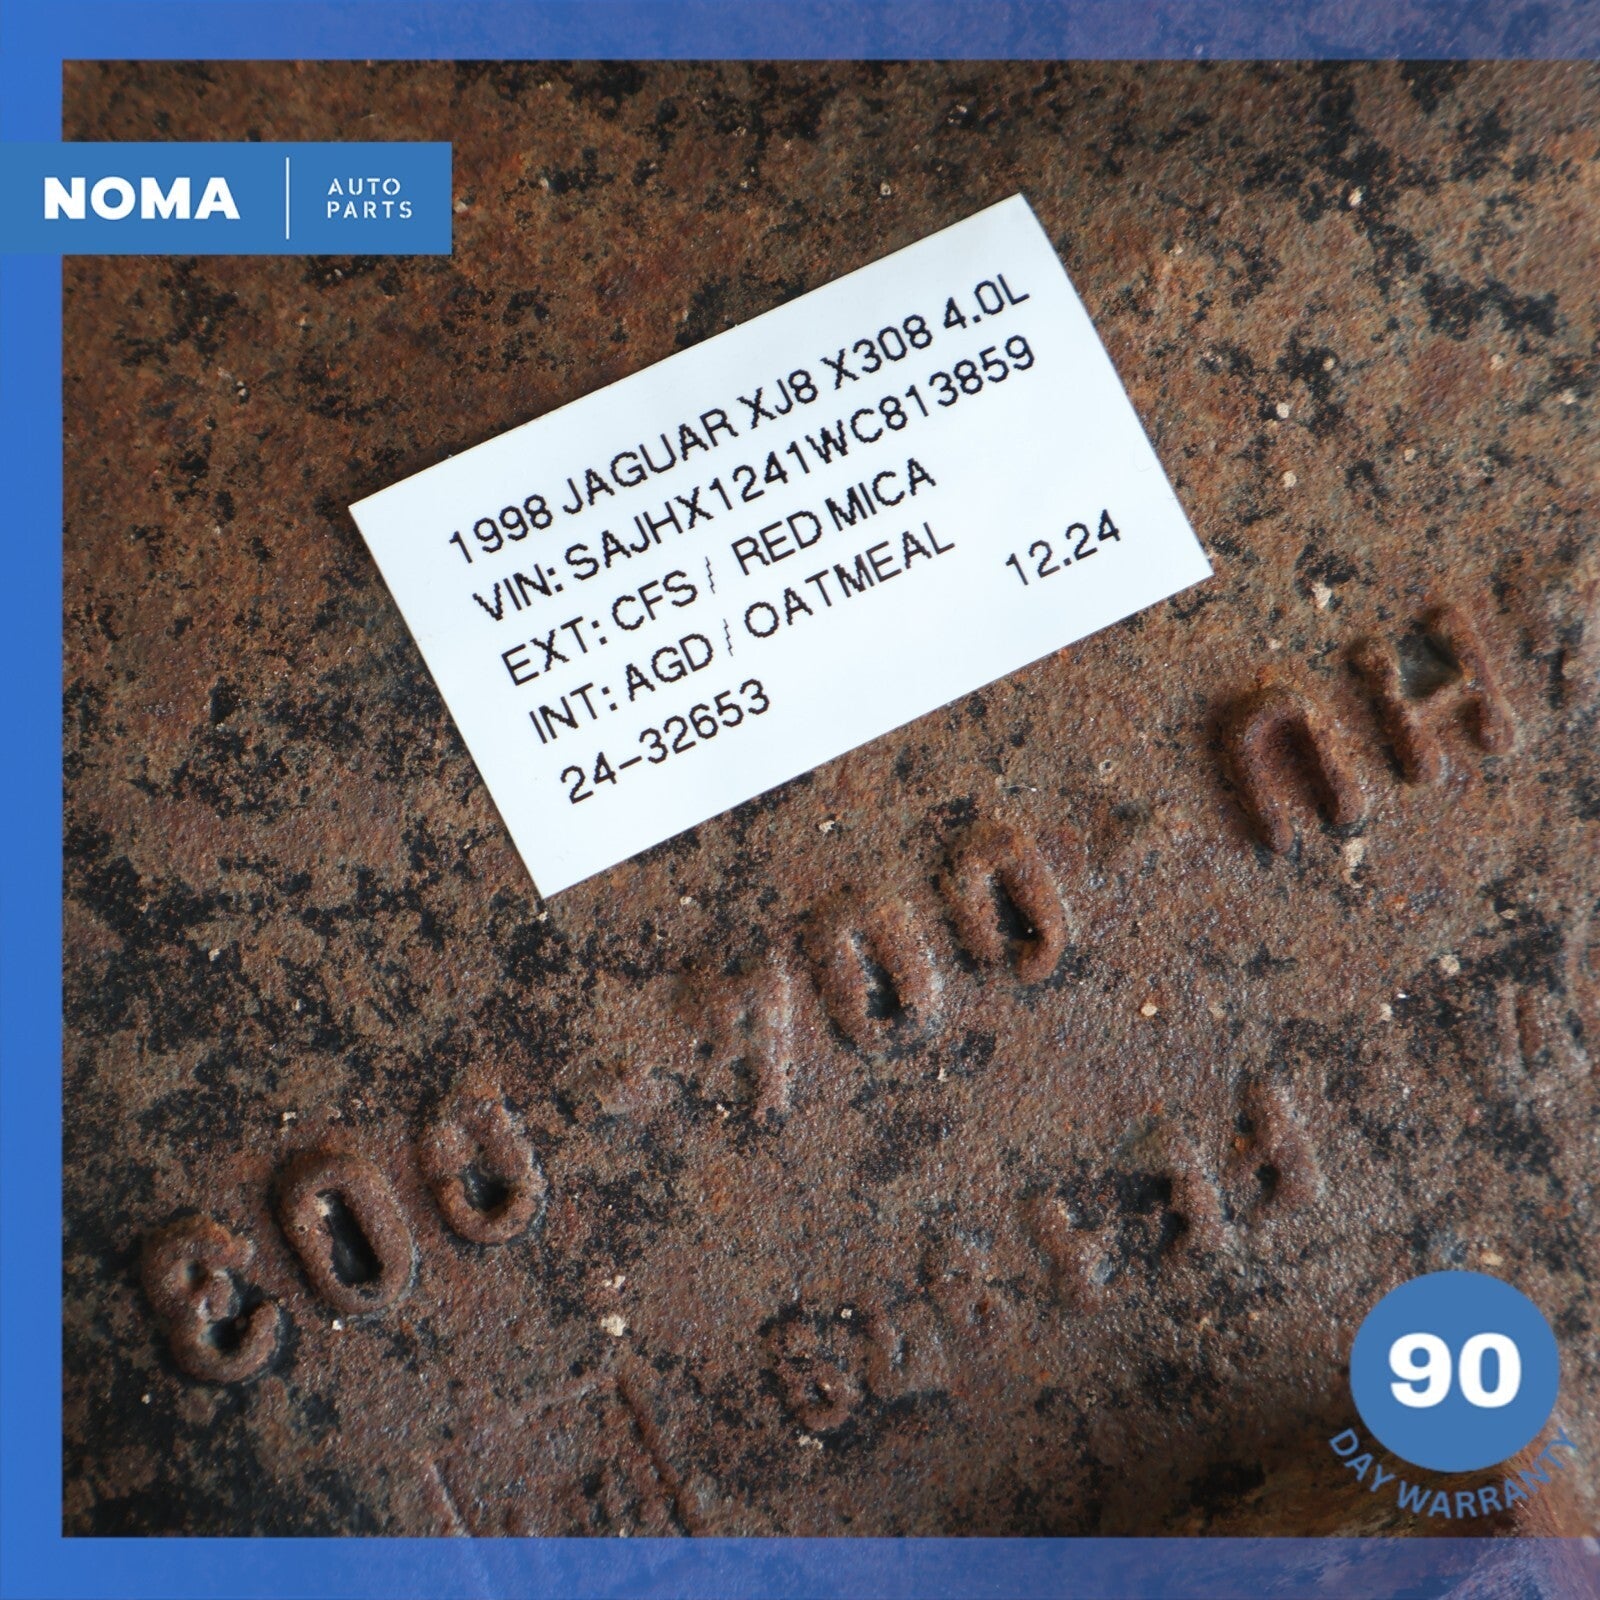 NOMA
AUTO
PARTS
1998 JAGUAR XJ8 X308 4.0L
VIN: SAJHX1241WC813859
EXT: CFS / RED MICA
INT: AGD / OATMEAL
12.24
24-32653
90
DAY WARRANTY